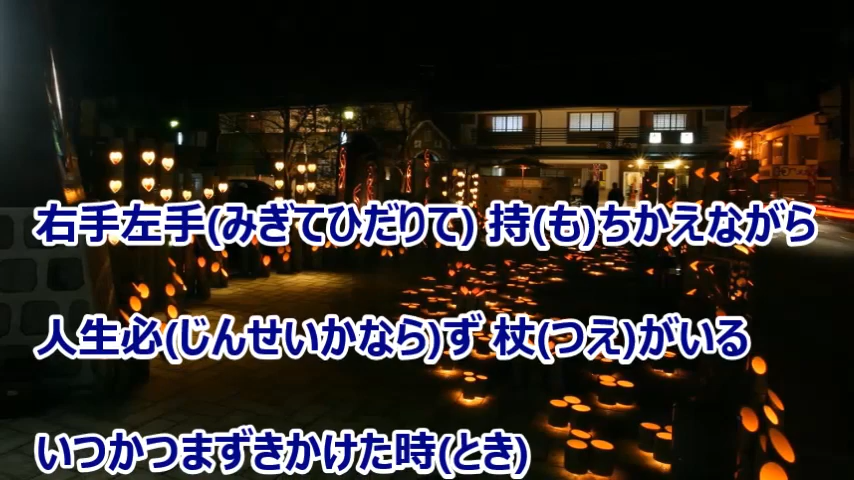 右手左手(みぎてひだりて) 持(も)ちかえながら
人生必(じんせいかなら)ず 杖(つえ)がいる
いつかつまずきかけた時(とき)